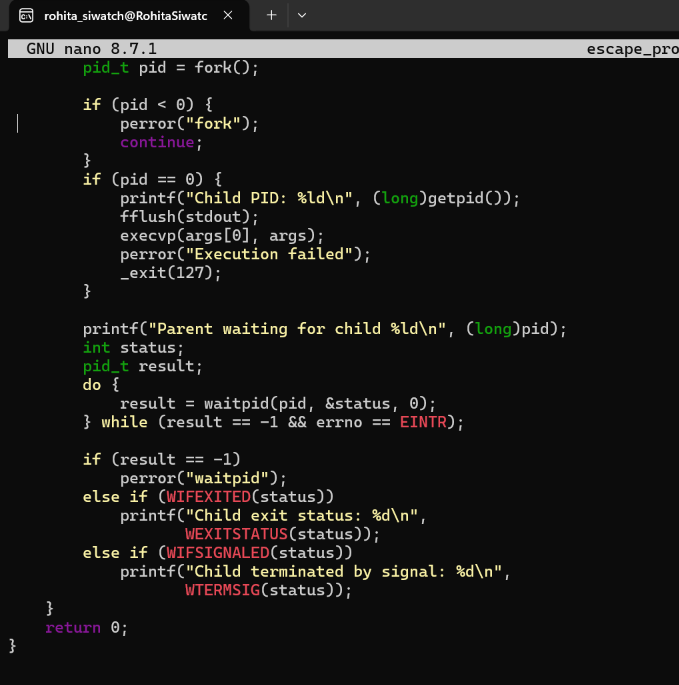 rohita_siwatch@RohitaSiwatc
GNU nano 8.7.1 escape_pro
        pid_t pid = fork();

        if (pid < 0) {
            perror("fork");
            continue;
        }
        if (pid == 0) {
            printf("Child PID: %ld\n", (long)getpid());
            fflush(stdout);
            execvp(args[0], args);
            perror("Execution failed");
            _exit(127);
        }

        printf("Parent waiting for child %ld\n", (long)pid);
        int status;
        pid_t result;
        do {
            result = waitpid(pid, &status, 0);
        } while (result == -1 && errno == EINTR);

        if (result == -1)
            perror("waitpid");
        else if (WIFEXITED(status))
            printf("Child exit status: %d\n",
                   WEXITSTATUS(status));
        else if (WIFSIGNALED(status))
            printf("Child terminated by signal: %d\n",
                   WTERMSIG(status));
    }
    return 0;
}